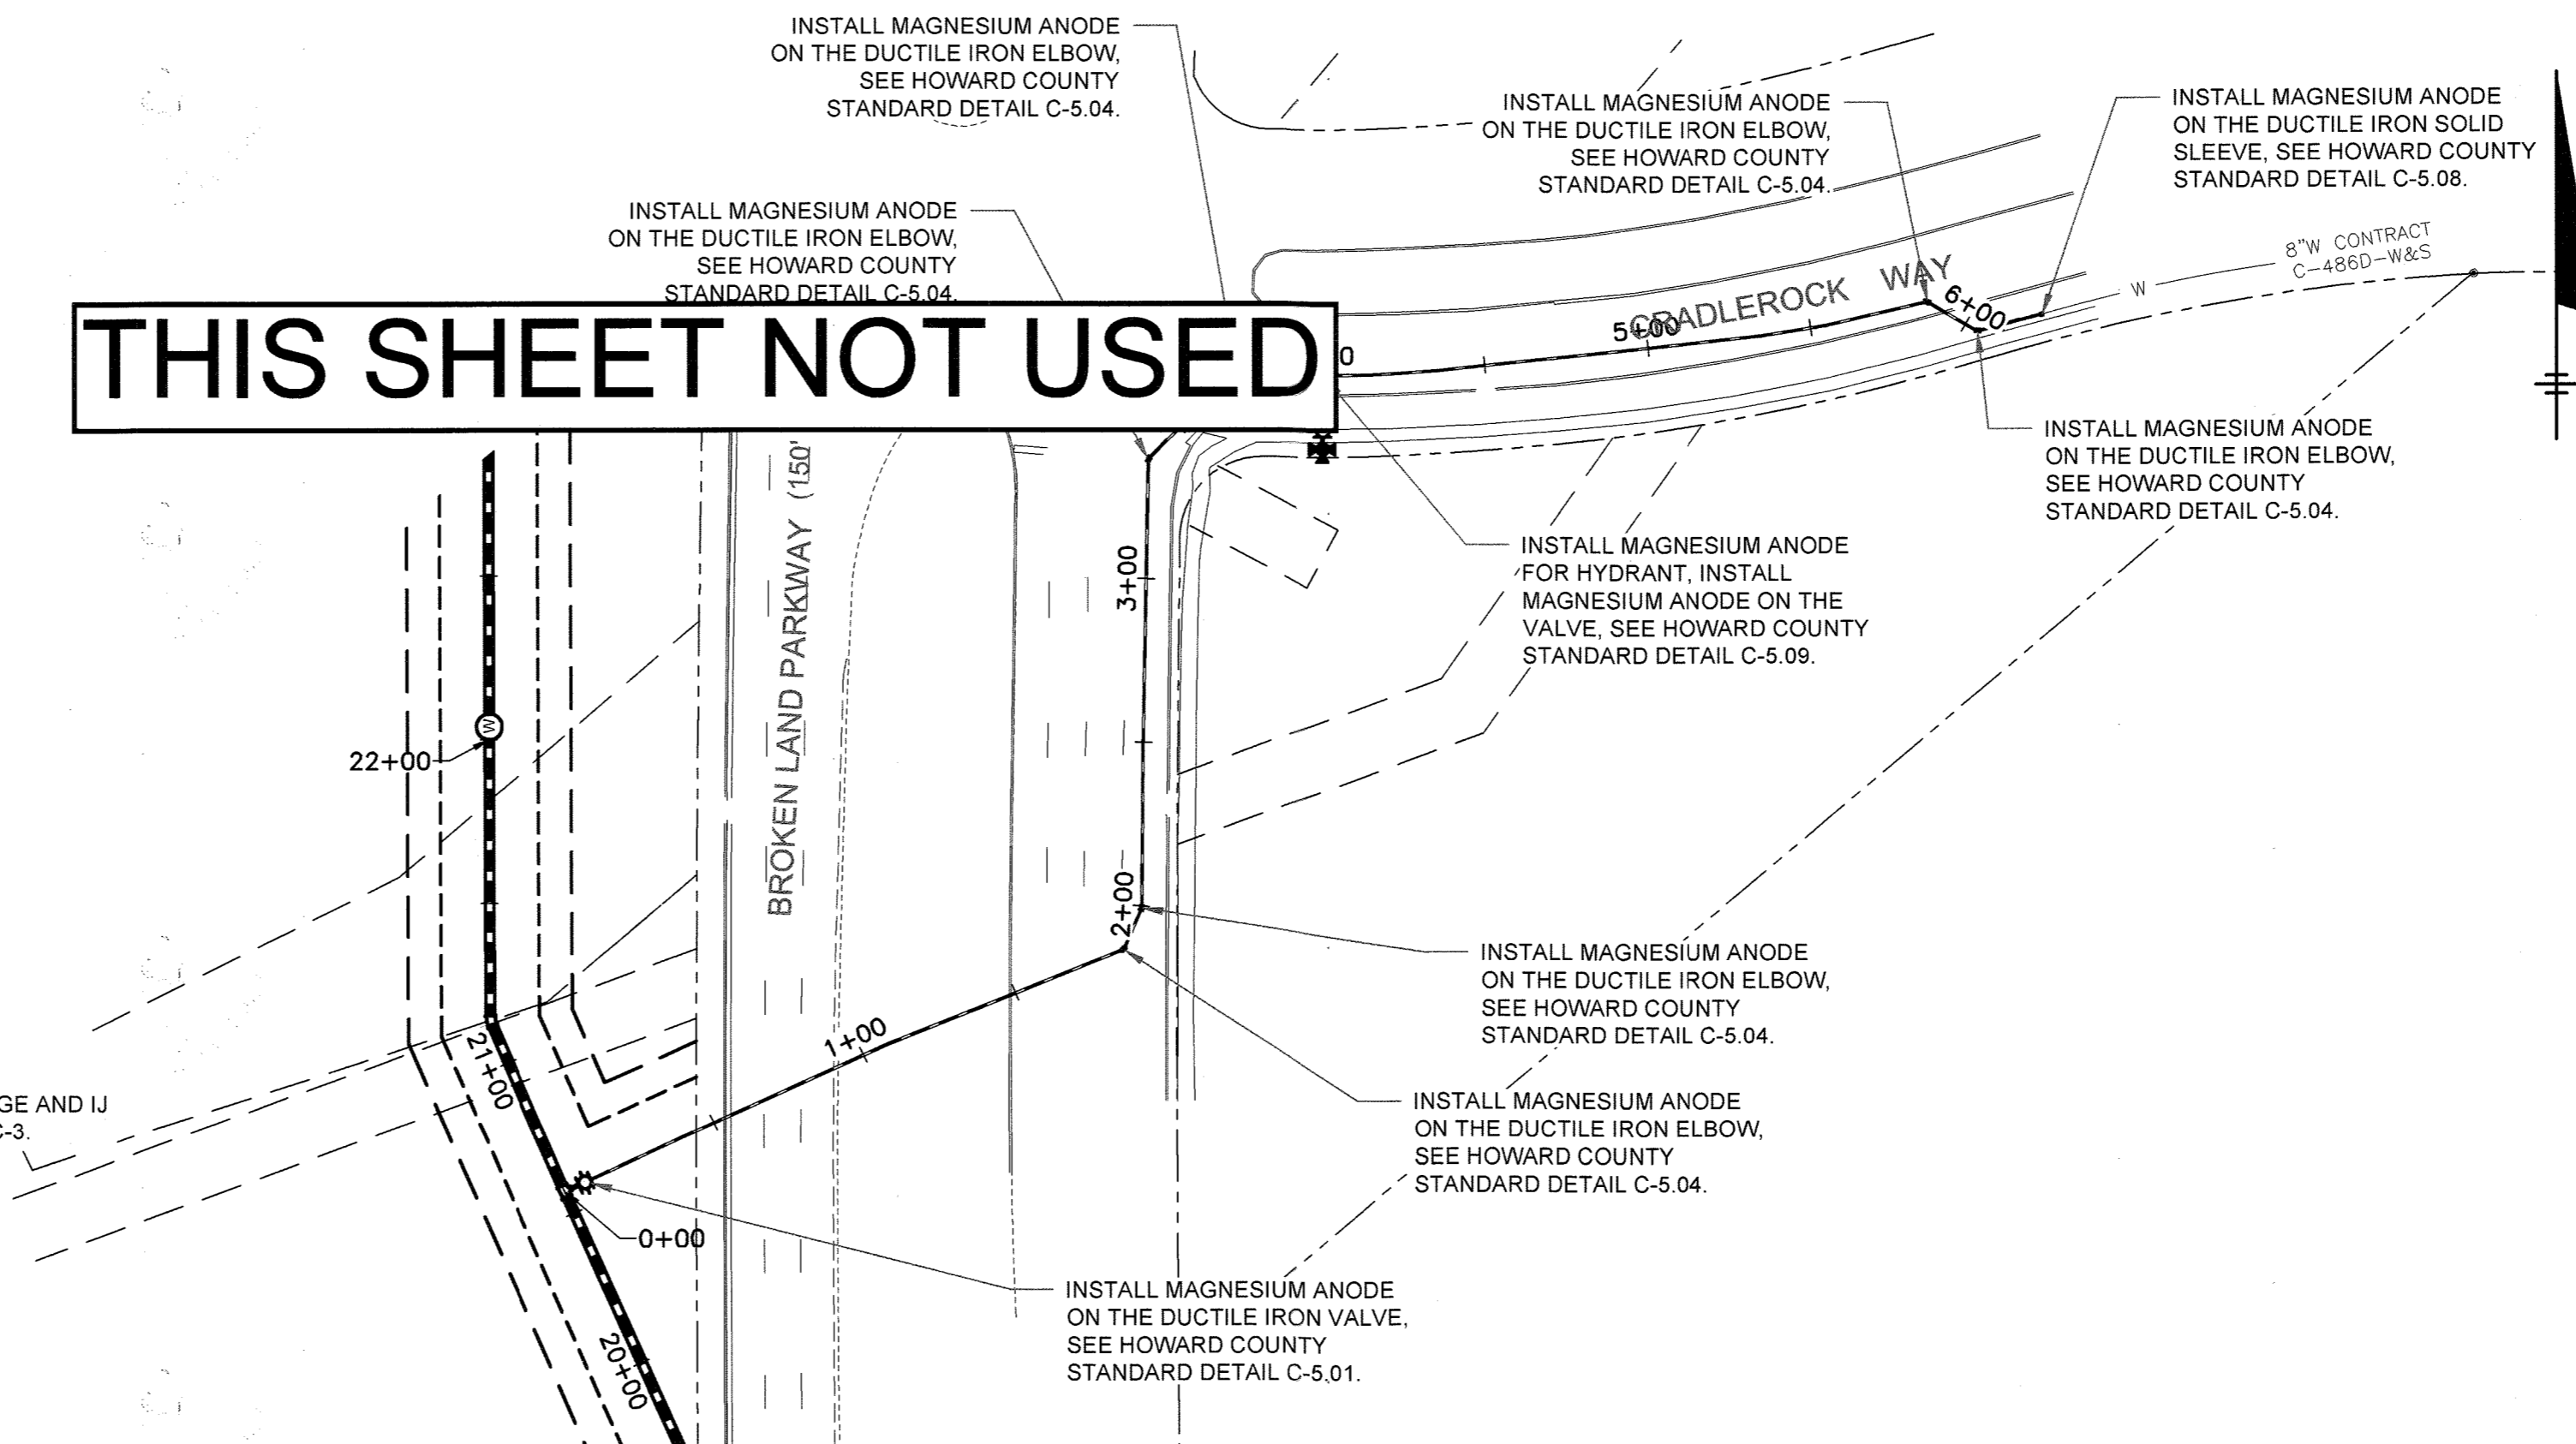 INSTALL MAGNESIUM ANODE
ON THE DUCTILE IRON ELBOW,
SEE HOWARD COUNTY
STANDARD DETAIL C-5.04.
INSTALL MAGNESIUM ANODE
ON THE DUCTILE IRON ELBOW,
SEE HOWARD COUNTY
STANDARD DETAIL C-5.04.
INSTALL MAGNESIUM ANODE
ON THE DUCTILE IRON SOLID
SLEEVE, SEE HOWARD COUNTY
STANDARD DETAIL C-5.08.
INSTALL MAGNESIUM ANODE
ON THE DUCTILE IRON ELBOW,
SEE HOWARD COUNTY
STANDARD DETAIL C-5.04.
8"W CONTRACT
C-486D-W&S
W
CRADLEROCK WAY
6+00
5+00
0
THIS SHEET NOT USED
INSTALL MAGNESIUM ANODE
ON THE DUCTILE IRON ELBOW,
SEE HOWARD COUNTY
STANDARD DETAIL C-5.04.
BROKEN LAND PARKWAY (150'
3+00
INSTALL MAGNESIUM ANODE
FOR HYDRANT, INSTALL
MAGNESIUM ANODE ON THE
VALVE, SEE HOWARD COUNTY
STANDARD DETAIL C-5.09.
W
22+00
2+00
INSTALL MAGNESIUM ANODE
ON THE DUCTILE IRON ELBOW,
SEE HOWARD COUNTY
STANDARD DETAIL C-5.04.
1+00
21+00
GE AND IJ
C-3.
INSTALL MAGNESIUM ANODE
ON THE DUCTILE IRON ELBOW,
SEE HOWARD COUNTY
STANDARD DETAIL C-5.04.
0+00
INSTALL MAGNESIUM ANODE
ON THE DUCTILE IRON VALVE,
SEE HOWARD COUNTY
STANDARD DETAIL C-5.01.
20+00